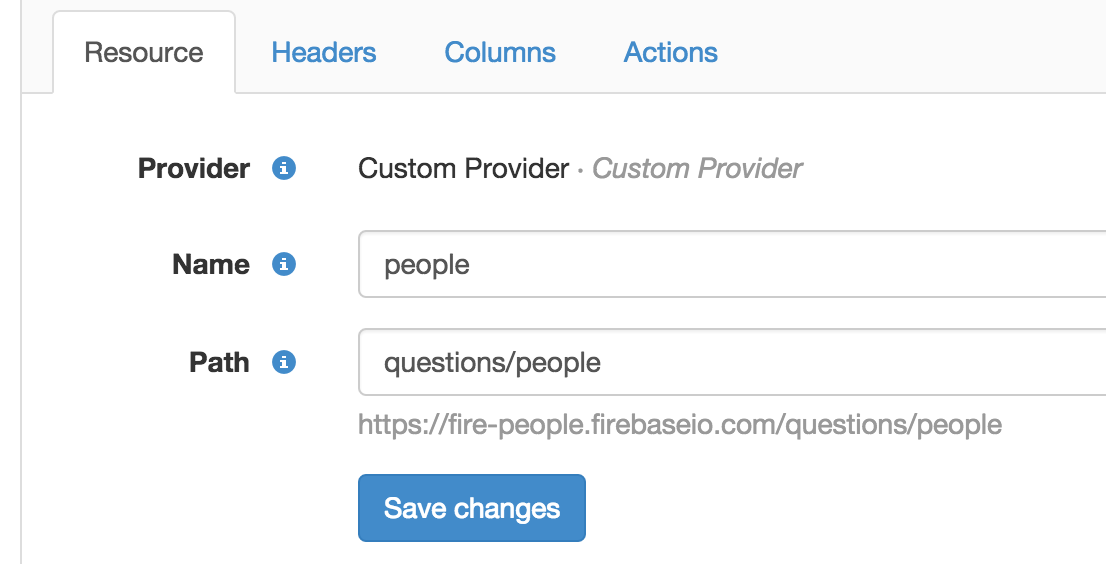 Resource Headers Columns Actions
Provider Custom Provider · Custom Provider
Name people
Path questions/people
https://fire-people.firebaseio.com/questions/people
Save changes